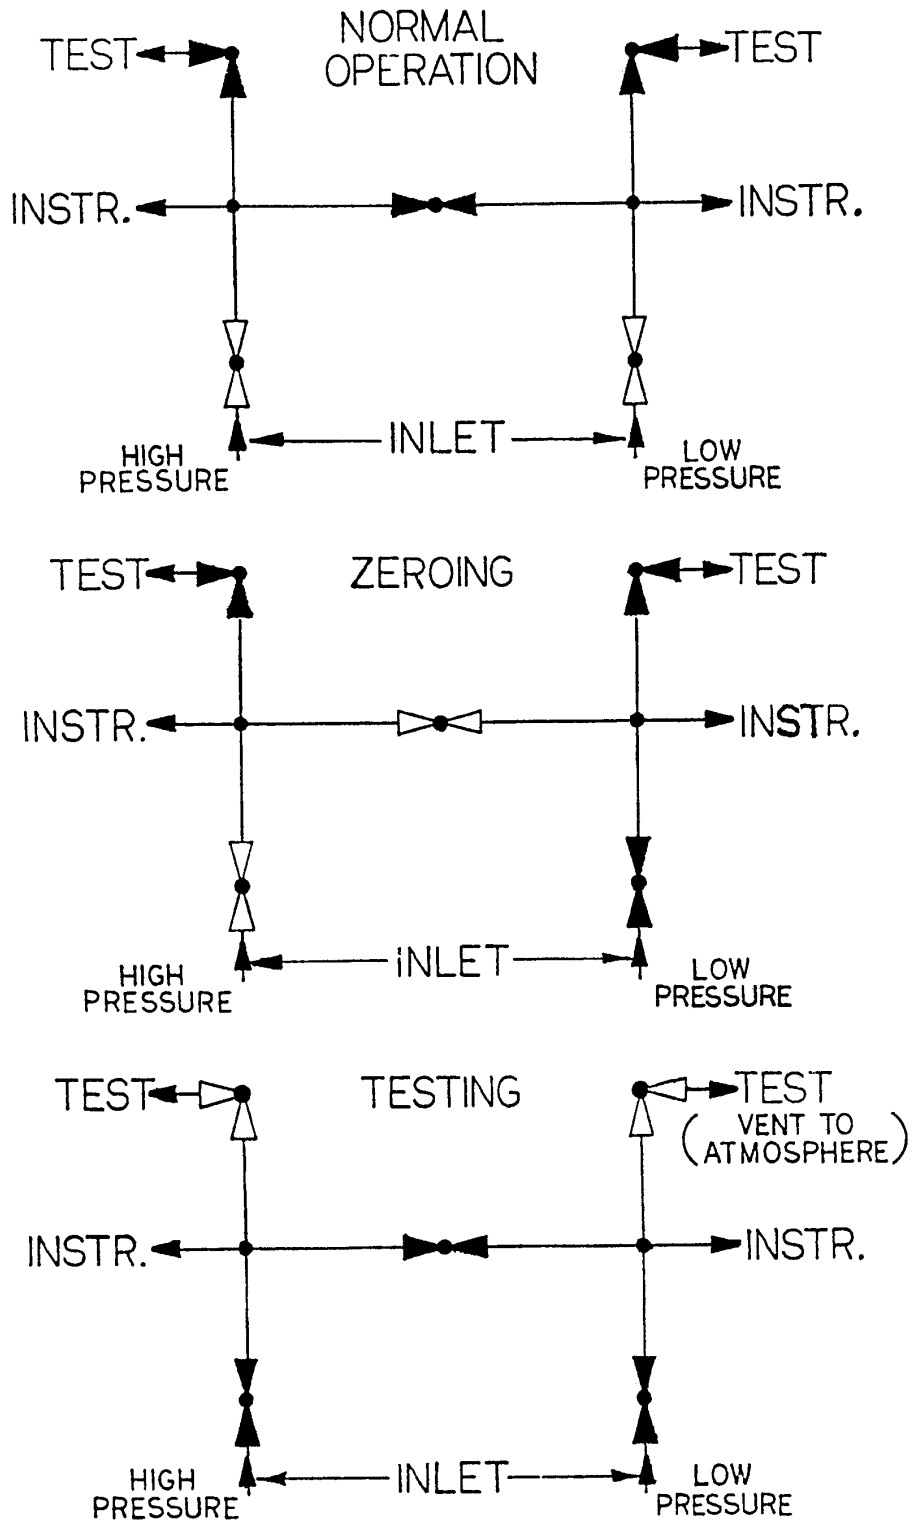 NORMAL
OPERATION
TEST
TEST
INSTR.
INSTR.
INLET
HIGH
PRESSURE
LOW
PRESSURE
ZEROING
TEST
TEST
INSTR.
INSTR.
iNLET
HIGH
PRESSURE
LOW
PRESSURE
TESTING
TEST
TEST
(VENT TO
ATMOSPHERE)
INSTR.
INSTR.
INLET
HIGH
PRESSURE
LOW
PRESSURE